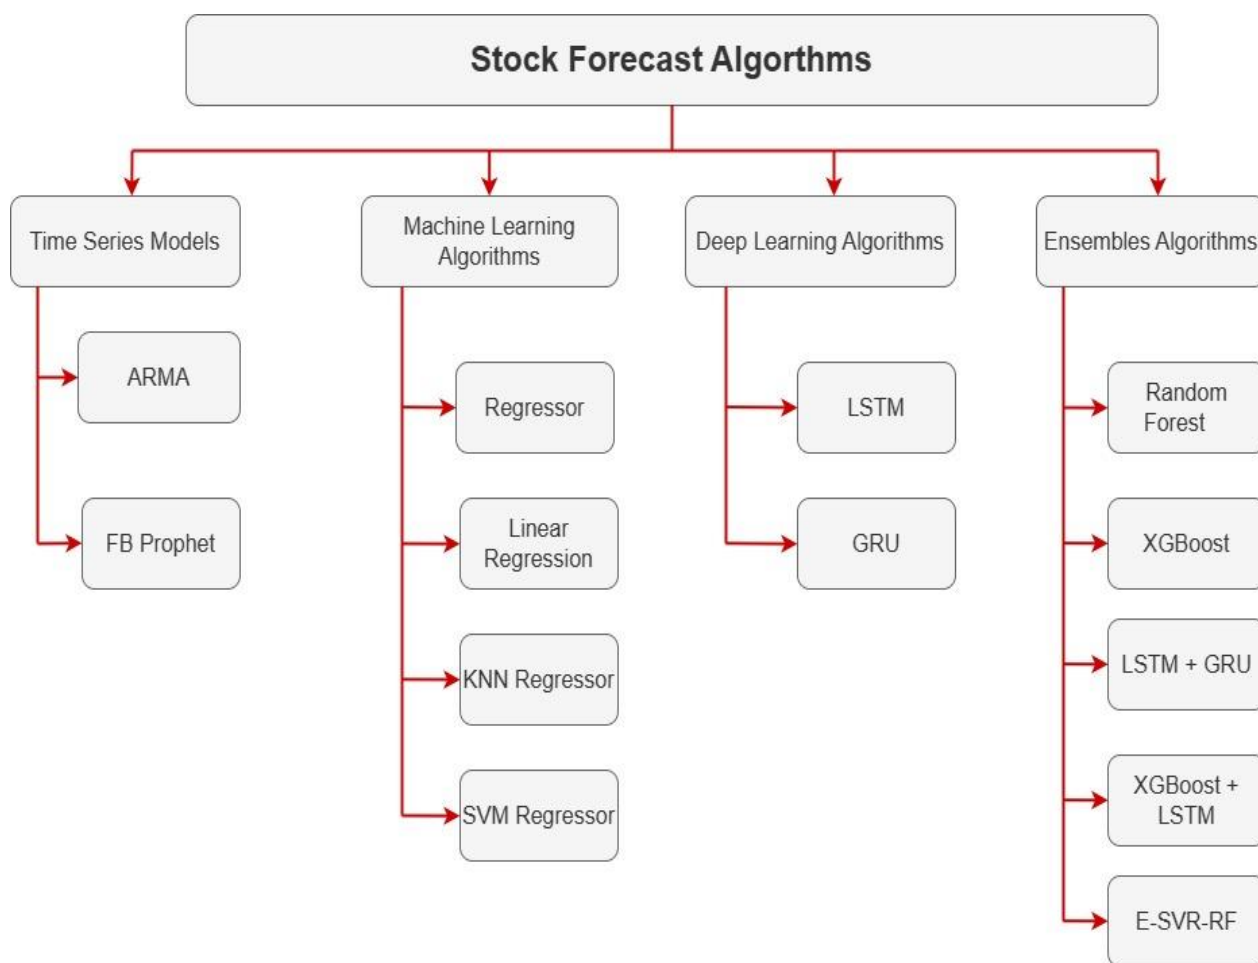 Stock Forecast Algorthms
Time Series Models
Machine Learning
Algorithms
Deep Learning Algorithms
Ensembles Algorithms
ARMA
FB Prophet
Regressor
Linear
Regression
KNN Regressor
SVM Regressor
LSTM
GRU
Random
Forest
XGBoost
LSTM + GRU
XGBoost +
LSTM
E-SVR-RF